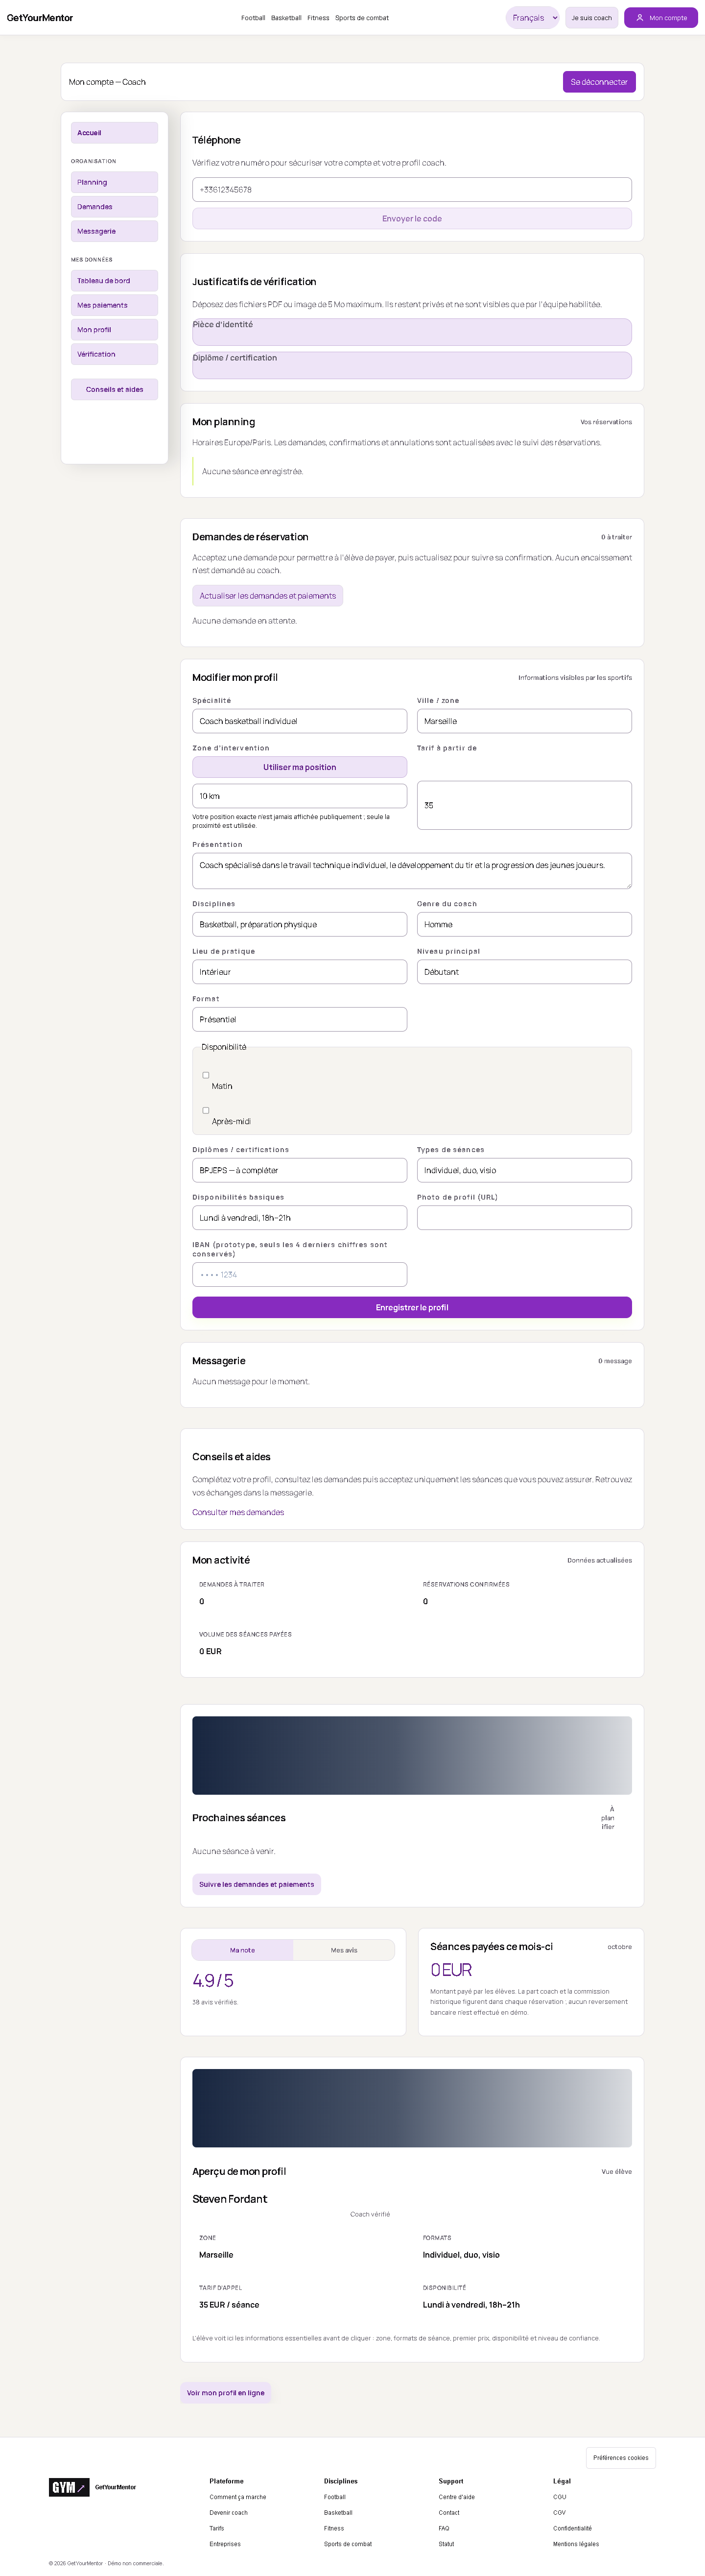 GetYourMentor
Football Basketball Fitness Sports de combat
Français
Je suis coach
Mon compte
Mon compte — Coach
Se déconnecter
Accueil
ORGANISATION
Planning
Demandes
Messagerie
MES DONNÉES
Tableau de bord
Mes paiements
Mon profil
Vérification
Conseils et aides
Téléphone
Vérifiez votre numéro pour sécuriser votre compte et votre profil coach.
+33612345678
Envoyer le code
Justificatifs de vérification
Déposez des fichiers PDF ou image de 5 Mo maximum. Ils restent privés et ne sont visibles que par l'équipe habilitée.
Pièce d'identité
Diplôme / certification
Mon planning
Vos réservations
Horaires Europe/Paris. Les demandes, confirmations et annulations sont actualisées avec le suivi des réservations.
Aucune séance enregistrée.
Demandes de réservation
0 à traiter
Acceptez une demande pour permettre à l'élève de payer, puis actualisez pour suivre sa confirmation. Aucun encaissement
n'est demandé au coach.
Actualiser les demandes et paiements
Aucune demande en attente.
Modifier mon profil
Informations visibles par les sportifs
Spécialité
Ville / zone
Coach basketball individuel
Marseille
Zone d'intervention
Tarif à partir de
Utiliser ma position
10 km
35
Votre position exacte n'est jamais affichée publiquement ; seule la
proximité est utilisée.
Présentation
Coach spécialisé dans le travail technique individuel, le développement du tir et la progression des jeunes joueurs.
Disciplines
Genre du coach
Basketball, préparation physique
Homme
Lieu de pratique
Niveau principal
Intérieur
Débutant
Format
Présentiel
Disponibilité
Matin
Après-midi
Diplômes / certifications
Types de séances
BPJEPS — à compléter
Individuel, duo, visio
Disponibilités basiques
Photo de profil (URL)
Lundi à vendredi, 18h–21h
IBAN (prototype, seuls les 4 derniers chiffres sont
conservés)
•••• 1234
Enregistrer le profil
Messagerie
0 message
Aucun message pour le moment.
Conseils et aides
Complétez votre profil, consultez les demandes puis acceptez uniquement les séances que vous pouvez assurer. Retrouvez
vos échanges dans la messagerie.
Consulter mes demandes
Mon activité
Données actualisées
DEMANDES À TRAITER
RÉSERVATIONS CONFIRMÉES
0
0
VOLUME DES SÉANCES PAYÉES
0 EUR
Prochaines séances
À
plan
ifier
Aucune séance à venir.
Suivre les demandes et paiements
Ma note
Mes avis
4.9/5
38 avis vérifiés.
Séances payées ce mois-ci
octobre
0 EUR
Montant payé par les élèves. La part coach et la commission
historique figurent dans chaque réservation ; aucun reversement
bancaire n'est effectué en démo.
Aperçu de mon profil
Vue élève
Steven Fordant
Coach vérifié
ZONE
FORMATS
Marseille
Individuel, duo, visio
TARIF D'APPEL
DISPONIBILITÉ
35 EUR / séance
Lundi à vendredi, 18h–21h
L'élève voit ici les informations essentielles avant de cliquer : zone, formats de séance, premier prix, disponibilité et niveau de confiance.
Voir mon profil en ligne
Préférences cookies
GYM
GetYourMentor
Plateforme
Comment ça marche
Devenir coach
Tarifs
Entreprises
Disciplines
Football
Basketball
Fitness
Sports de combat
Support
Centre d'aide
Contact
FAQ
Statut
Légal
CGU
CGV
Confidentialité
Mentions légales
© 2026 GetYourMentor · Démo non commerciale.